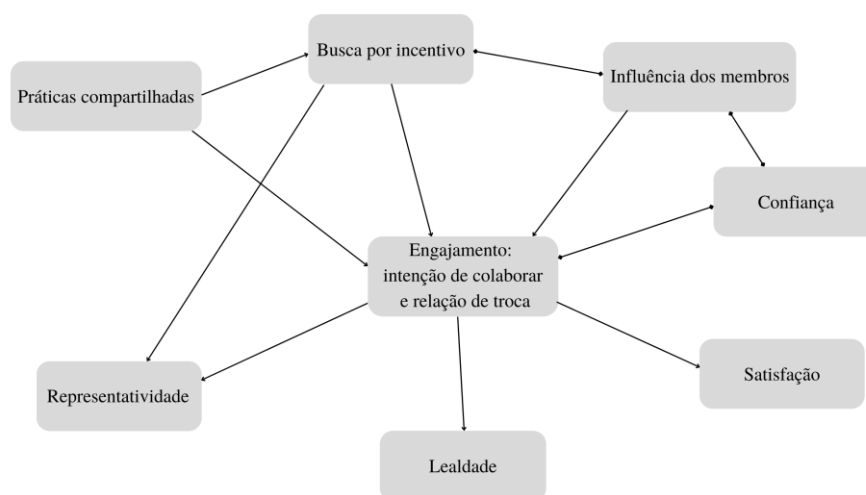 Busca por incentivo
Práticas compartilhadas
Influência dos membros
Confiança
Engajamento:
intenção de colaborar
e relação de troca
Satisfação
Representatividade
Lealdade